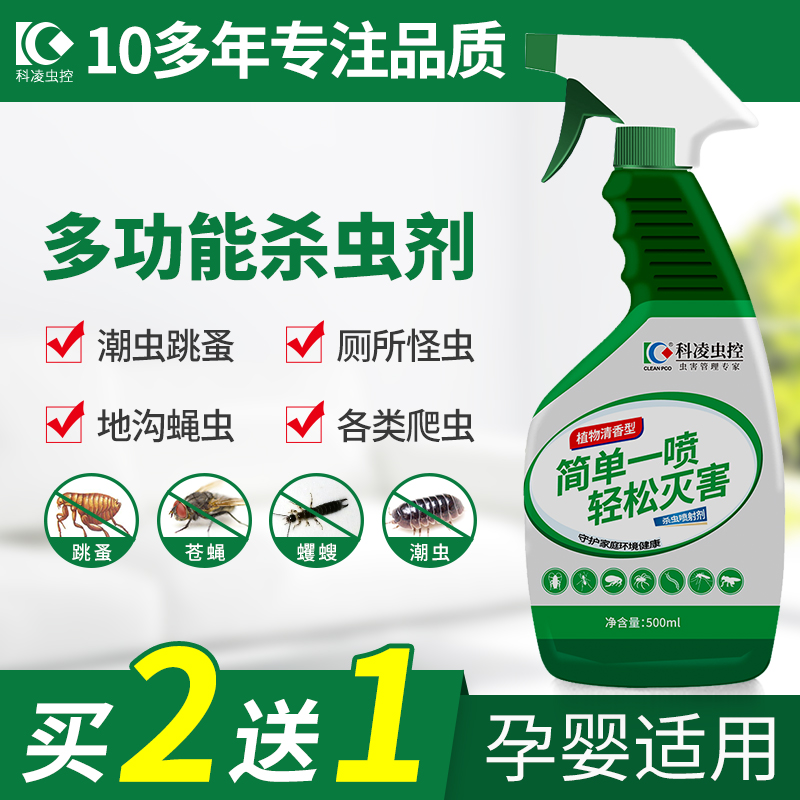 科凌虫控
10多年专注品质
多功能杀虫剂
潮虫跳蚤
厕所怪虫
地沟蝇虫
各类爬虫
跳蚤
苍蝇
蠼螋
潮虫
科凌虫控®
CLEAN PCO
虫害管理专家
植物清香型
简单一喷
轻松灭害
杀虫喷射剂
守护家庭环境健康
净含量:500ml
买2送1
孕婴适用